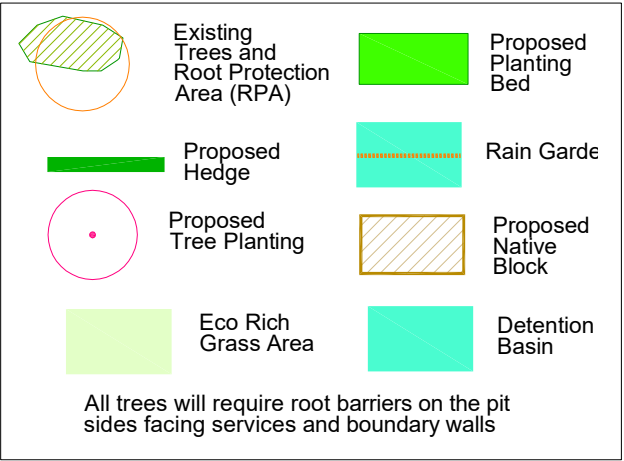 Existing
Trees and
Root Protection
Area (RPA)
Proposed
Planting
Bed
Proposed
Hedge
Rain Garde
Proposed
Tree Planting
Proposed
Native
Block
Eco Rich
Grass Area
Detention
Basin
All trees will require root barriers on the pit
sides facing services and boundary walls